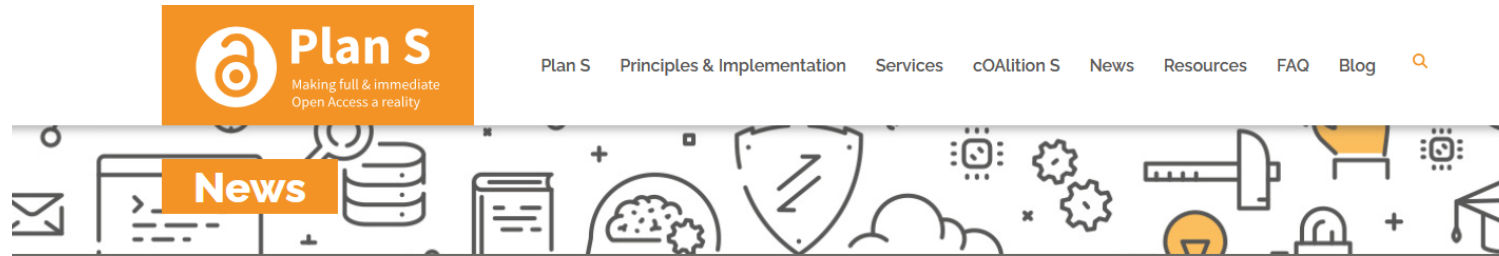 Plan S
Making full & immediate
Open Access a reality
Plan S Principles & Implementation Services cOAlition S News Resources FAQ Blog
News